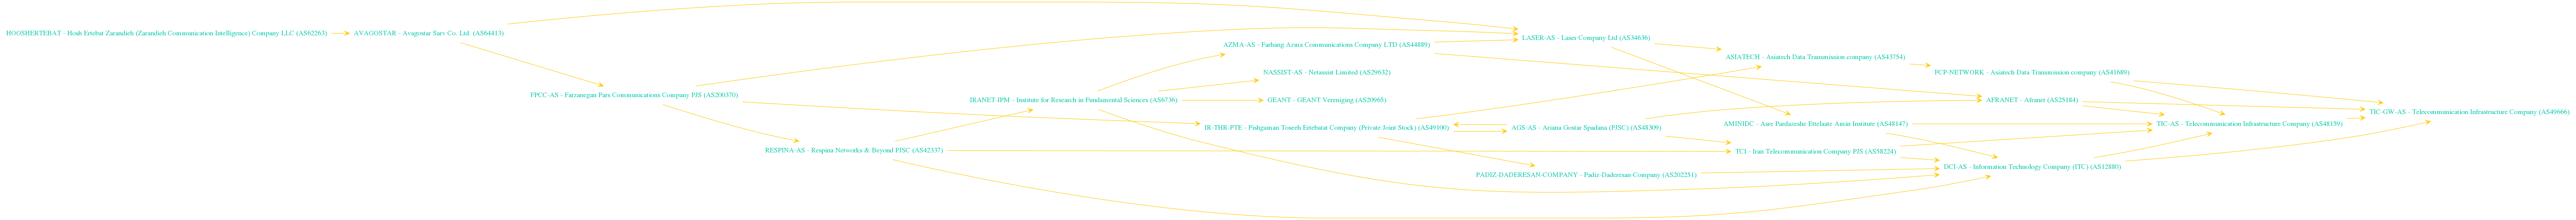 HOOSHERTEBAT - Hosh Ertebat Zarandieh (Zarandieh Communication Intelligence) Company LLC (AS62263)
AVAGOSTAR - Avagostar Sarv Co. Ltd. (AS64413)
FPCC-AS - Farzanegan Pars Communications Company PJS (AS200370)
RESPINA-AS - Respina Networks & Beyond PJSC (AS42337)
IRANET-IPM - Institute for Research in Fundamental Sciences (AS6736)
AZMA-AS - Farhang Azma Communications Company LTD (AS44889)
NASSIST-AS - Netassist Limited (AS29632)
GEANT - GEANT Vereniging (AS20965)
IR-THR-PTE - Fishgaman Toseeh Ertebatat Company (Private Joint Stock) (AS49100)
LASER-AS - Laser Company Ltd (AS34636)
AGS-AS - Ariana Gostar Spadana (PJSC) (AS48309)
PADIZ-DADERESAN-COMPANY - Padiz-Daderesan Company (AS202251)
ASIATECH - Asiatech Data Transmission company (AS43754)
AMINIDC - Asre Pardazeshe Ettelaate Amin Institute (AS48147)
TCI - Iran Telecommunication Company PJS (AS58224)
FCP-NETWORK - Asiatech Data Transmission company (AS41689)
AFRANET - Afranet (AS25184)
DCI-AS - Information Technology Company (ITC) (AS12880)
TIC-AS - Telecommunication Infrastructure Company (AS48159)
TIC-GW-AS - Telecommunication Infrastructure Company (AS49666)